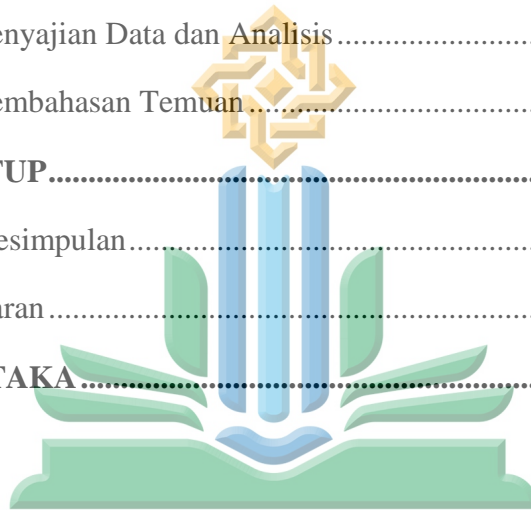 enyajian Data dan Analisis..........................
embahasan Temuan......................................
TUP...............................................................
esimpulan.....................................................
aran...............................................................
TAKA...........................................................